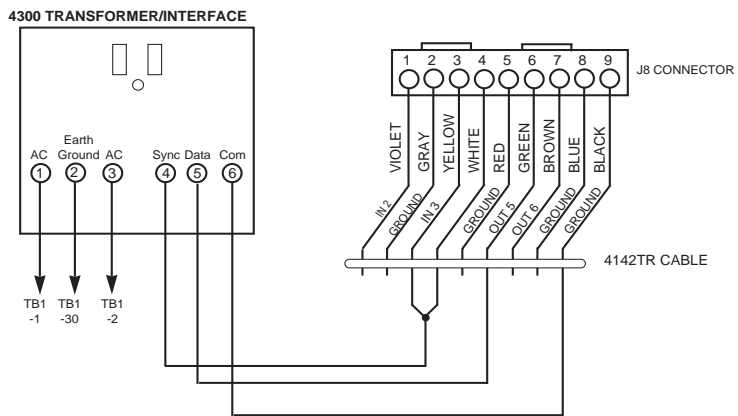 4300 TRANSFORMER/INTERFACE
1 2 3 4 5 6 7 8 9
J8 CONNECTOR
VIOLET
GRAY
YELLOW
WHITE
RED
GREEN
BROWN
BLUE
BLACK
AC
Earth
Ground
AC
Sync
Data
Com
1 2 3 4 5 6
IN 2
GROUND
IN 3
GROUND
OUT 5
OUT 6
GROUND
GROUND
4142TR CABLE
TB1
-1
TB1
-30
TB1
-2